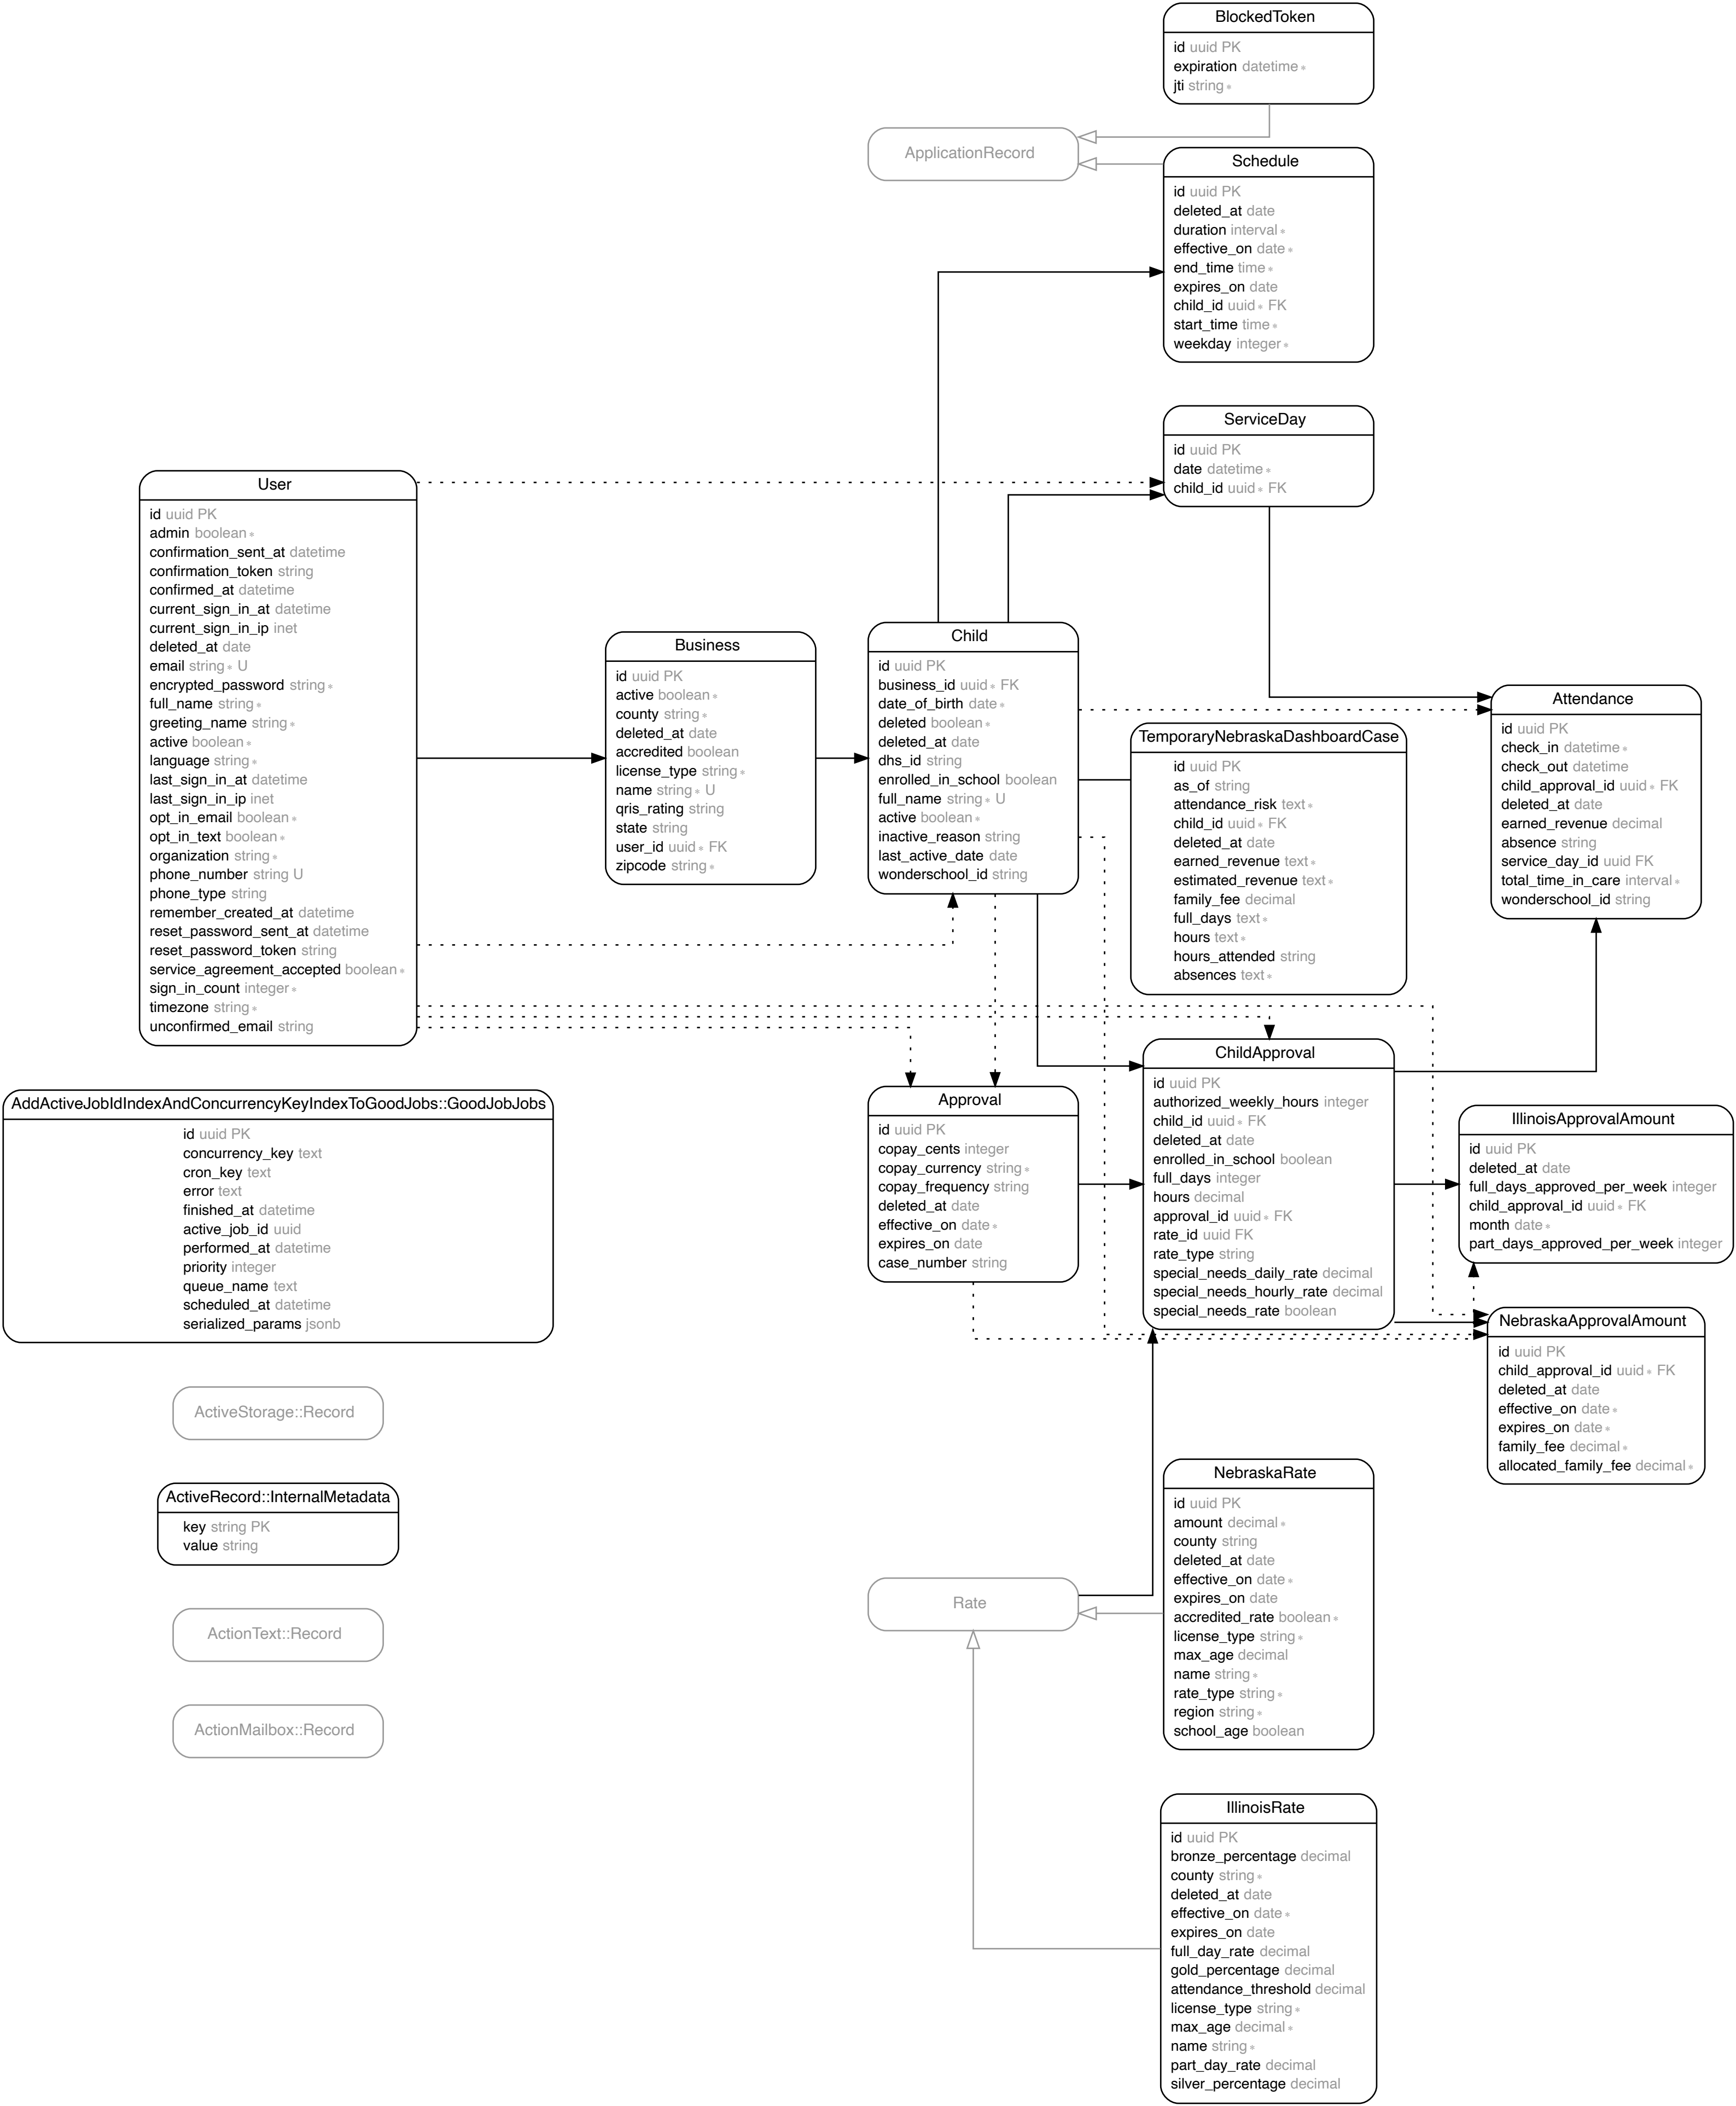 BlockedToken
id uuid PK
expiration datetime ∗
jti string ∗
ApplicationRecord
Schedule
id uuid PK
deleted_at date
duration interval ∗
effective_on date ∗
end_time time ∗
expires_on date
child_id uuid ∗ FK
start_time time ∗
weekday integer ∗
ServiceDay
id uuid PK
date datetime ∗
child_id uuid ∗ FK
User
id uuid PK
admin boolean ∗
confirmation_sent_at datetime
confirmation_token string
confirmed_at datetime
current_sign_in_at datetime
current_sign_in_ip inet
deleted_at date
email string ∗ U
encrypted_password string ∗
full_name string ∗
greeting_name string ∗
active boolean ∗
language string ∗
last_sign_in_at datetime
last_sign_in_ip inet
opt_in_email boolean ∗
opt_in_text boolean ∗
organization string ∗
phone_number string U
phone_type string
remember_created_at datetime
reset_password_sent_at datetime
reset_password_token string
service_agreement_accepted boolean ∗
sign_in_count integer ∗
timezone string ∗
unconfirmed_email string
Business
id uuid PK
active boolean ∗
county string ∗
deleted_at date
accredited boolean
license_type string ∗
name string ∗ U
qris_rating string
state string
user_id uuid ∗ FK
zipcode string ∗
Child
id uuid PK
business_id uuid ∗ FK
date_of_birth date ∗
deleted boolean ∗
deleted_at date
dhs_id string
enrolled_in_school boolean
full_name string ∗ U
active boolean ∗
inactive_reason string
last_active_date date
wonderschool_id string
TemporaryNebraskaDashboardCase
id uuid PK
as_of string
attendance_risk text ∗
child_id uuid ∗ FK
deleted_at date
earned_revenue text ∗
estimated_revenue text ∗
family_fee decimal
full_days text ∗
hours text ∗
hours_attended string
absences text ∗
Attendance
id uuid PK
check_in datetime ∗
check_out datetime
child_approval_id uuid ∗ FK
deleted_at date
earned_revenue decimal
absence string
service_day_id uuid FK
total_time_in_care interval ∗
wonderschool_id string
AddActiveJobIdIndexAndConcurrencyKeyIndexToGoodJobs::GoodJobJobs
id uuid PK
concurrency_key text
cron_key text
error text
finished_at datetime
active_job_id uuid
performed_at datetime
priority integer
queue_name text
scheduled_at datetime
serialized_params jsonb
Approval
id uuid PK
copay_cents integer
copay_currency string ∗
copay_frequency string
deleted_at date
effective_on date ∗
expires_on date
case_number string
ChildApproval
id uuid PK
authorized_weekly_hours integer
child_id uuid ∗ FK
deleted_at date
enrolled_in_school boolean
full_days integer
hours decimal
approval_id uuid ∗ FK
rate_id uuid FK
rate_type string
special_needs_daily_rate decimal
special_needs_hourly_rate decimal
special_needs_rate boolean
IllinoisApprovalAmount
id uuid PK
deleted_at date
full_days_approved_per_week integer
child_approval_id uuid ∗ FK
month date ∗
part_days_approved_per_week integer
NebraskaApprovalAmount
id uuid PK
child_approval_id uuid ∗ FK
deleted_at date
effective_on date ∗
expires_on date ∗
family_fee decimal ∗
allocated_family_fee decimal ∗
ActiveStorage::Record
ActiveRecord::InternalMetadata
key string PK
value string
ActionText::Record
ActionMailbox::Record
Rate
NebraskaRate
id uuid PK
amount decimal ∗
county string
deleted_at date
effective_on date ∗
expires_on date
accredited_rate boolean ∗
license_type string ∗
max_age decimal
name string ∗
rate_type string ∗
region string ∗
school_age boolean
IllinoisRate
id uuid PK
bronze_percentage decimal
county string ∗
deleted_at date
effective_on date ∗
expires_on date
full_day_rate decimal
gold_percentage decimal
attendance_threshold decimal
license_type string ∗
max_age decimal ∗
name string ∗
part_day_rate decimal
silver_percentage decimal